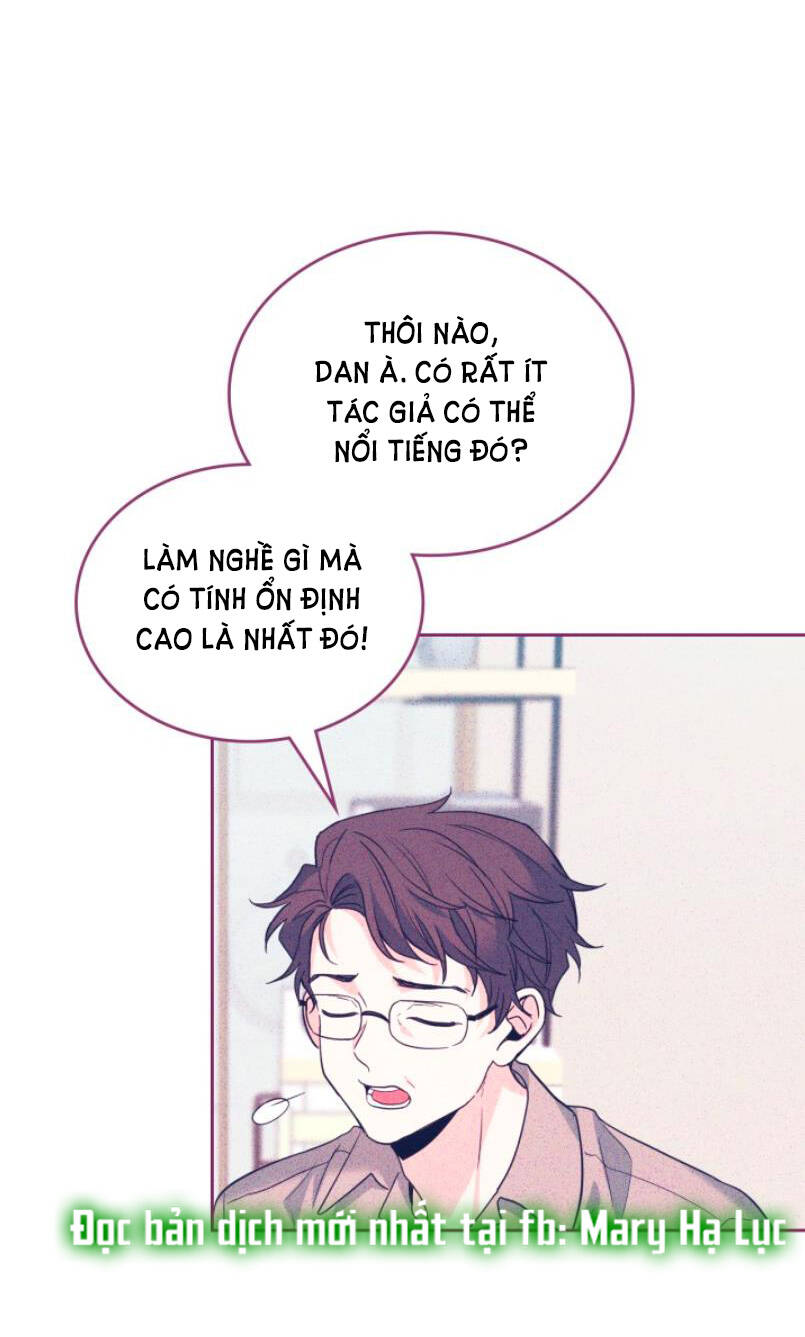 THÔI NÀO,
DAN À. CÓ RẤT ÍT
TÁC GIẢ CÓ THỂ
NỔI TIẾNG ĐÓ?
LÀM NGHỀ GÌ MÀ
CÓ TÍNH ỔN ĐỊNH
CAO LÀ NHẤT ĐÓ!
Đọc bản dịch mới nhất tại fb: Mary Hạ Lục